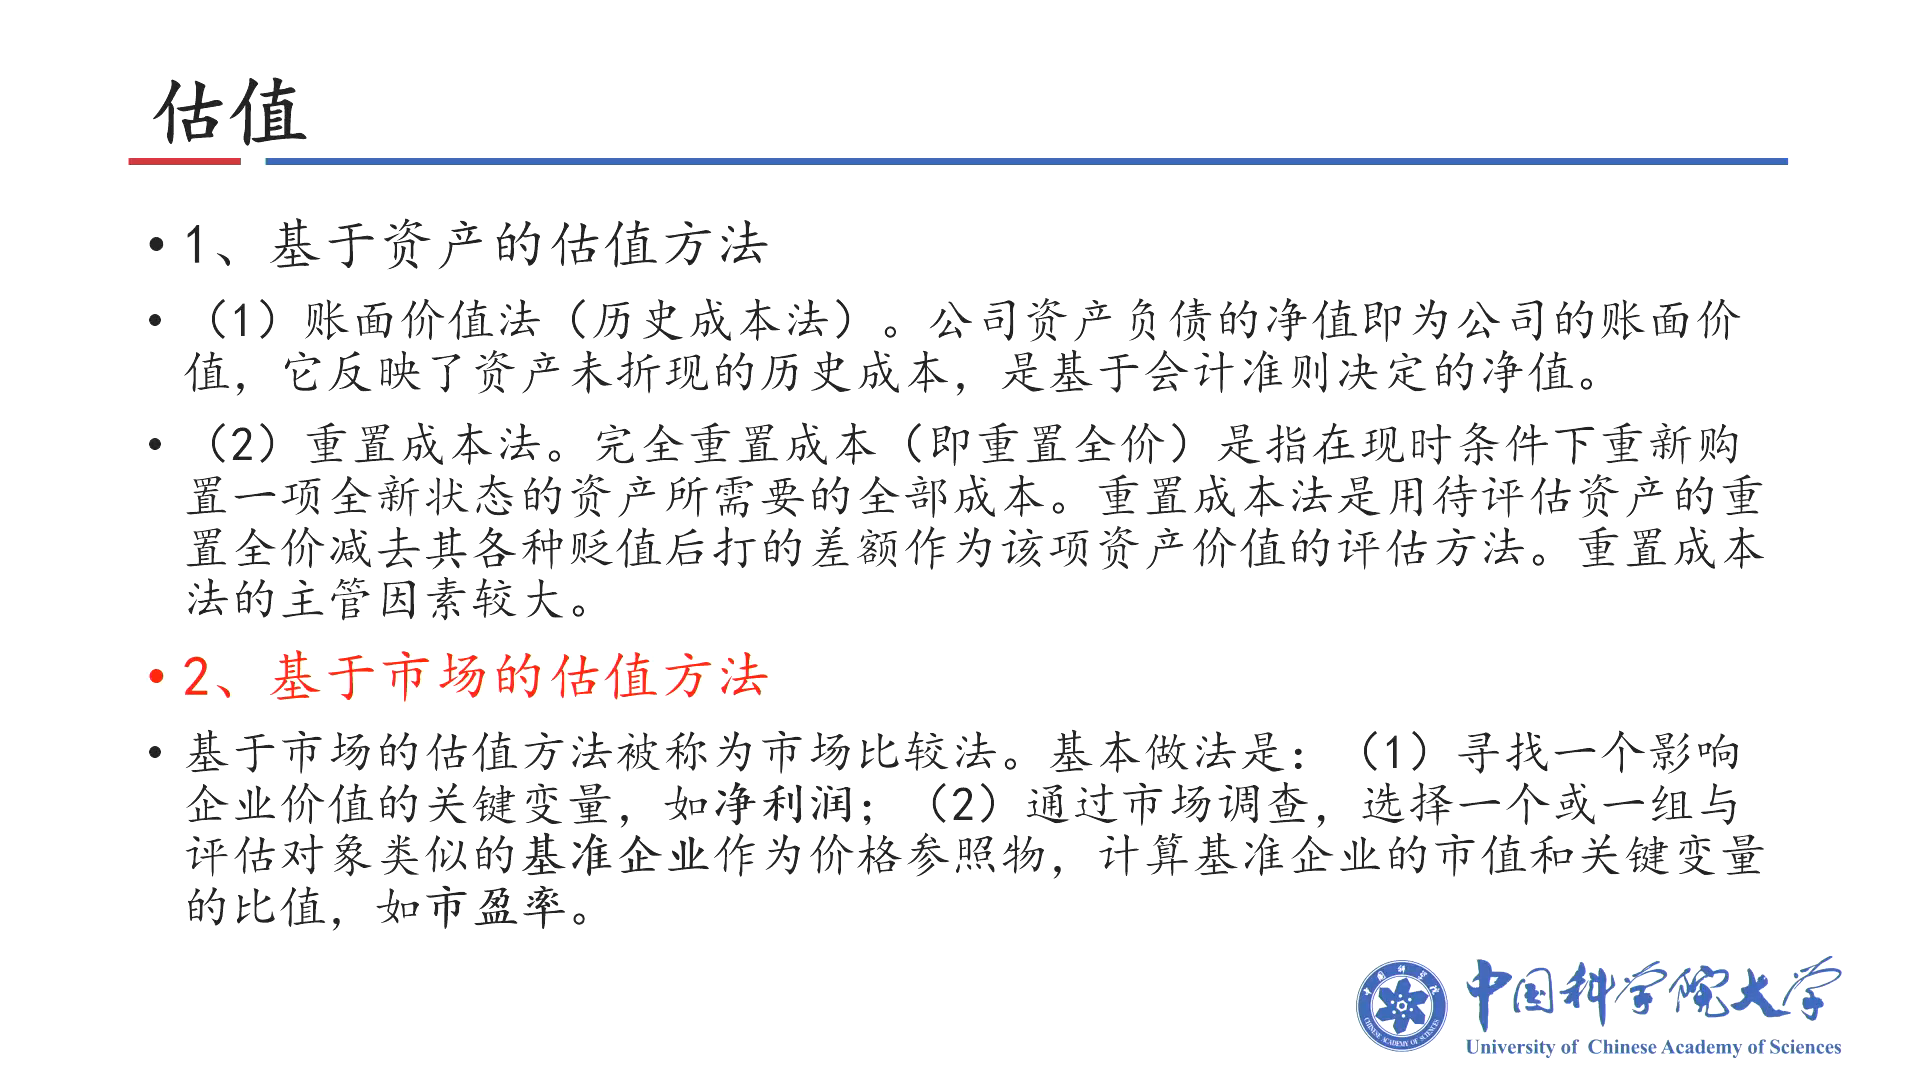 估值
• 1、基于资产的估值方法
• （1）账面价值法（历史成本法）。公司资产负债的净值即为公司的账面价
值，它反映了资产未折现的历史成本，是基于会计准则决定的净值。
• （2）重置成本法。完全重置成本（即重置全价）是指在现时条件下重新购
置一项全新状态的资产所需要的全部成本。重置成本法是用待评估资产的重
置全价减去其各种贬值后打的差额作为该项资产价值的评估方法。重置成本
法的主管因素较大。
• 2、基于市场的估值方法
• 基于市场的估值方法被称为市场比较法。基本做法是：（1）寻找一个影响
企业价值的关键变量，如净利润；（2）通过市场调查，选择一个或一组与
评估对象类似的基准企业作为价格参照物，计算基准企业的市值和关键变量
的比值，如市盈率。
中国科学院
CHINESE ACADEMY OF SCIENCES
中国科学院大学
University of Chinese Academy of Sciences